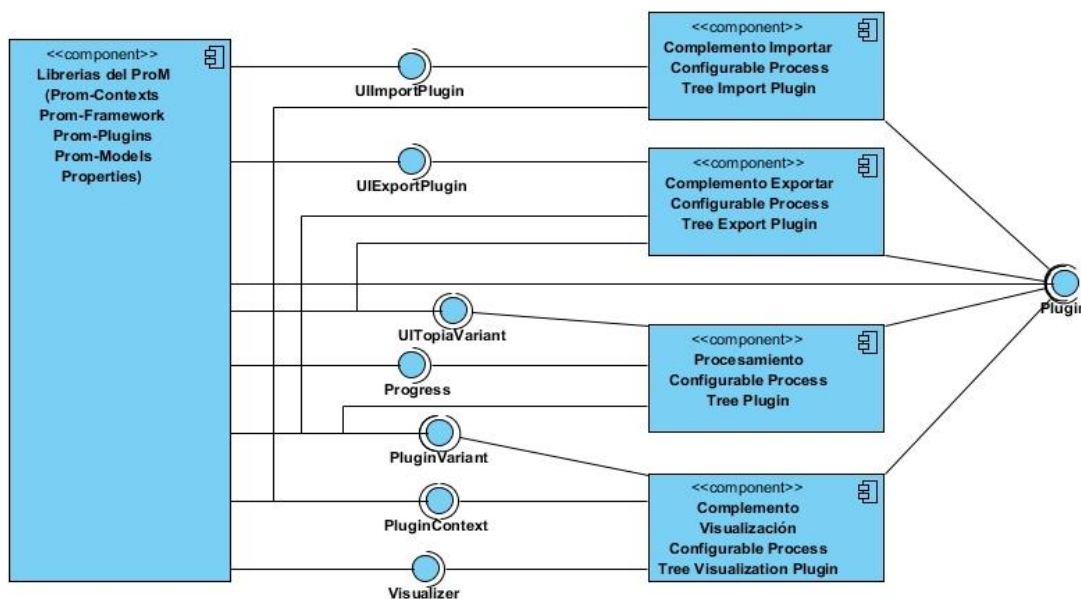 <<component>>
Librerias del ProM
(Prom-Contexts
Prom-Framework
Prom-Plugins
Prom-Models
Properties)
UIImportPlugin
UIExportPlugin
UITopiaVariant
Progress
PluginVariant
PluginContext
Visualizer
<<component>>
Complemento Importar
Configurable Process
Tree Import Plugin
<<component>>
Complemento Exportar
Configurable Process
Tree Export Plugin
<<component>>
Procesamiento
Configurable Process
Tree Plugin
<<component>>
Complemento
Visualización
Configurable Process
Tree Visualization Plugin
Plugin